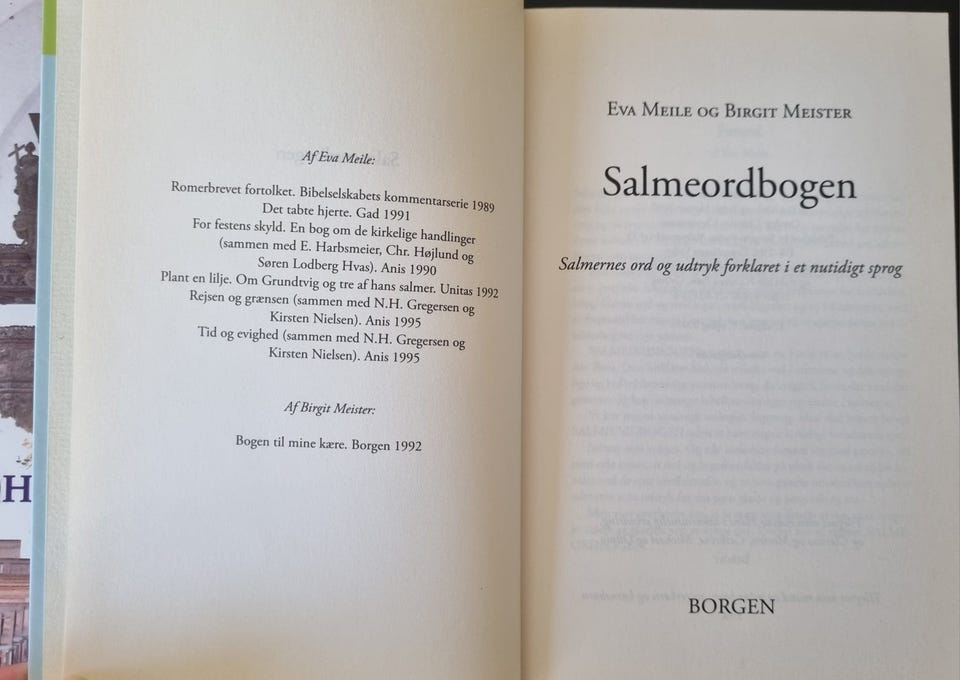 Af Eva Meile:
Romerbrevet fortolket. Bibelselskabets kommentarserie 1989
Det tabte hjerte. Gad 1991
For festens skyld. En bog om de kirkelige handlinger
(sammen med E. Harbsmeier, Chr. Højlund og
Søren Lodberg Hvas). Anis 1990
Plant en lilje. Om Grundtvig og tre af hans salmer. Unitas 1992
Rejsen og grænsen (sammen med N.H. Gregersen og
Kirsten Nielsen). Anis 1995
Tid og evighed (sammen med N.H. Gregersen og
Kirsten Nielsen). Anis 1995
Af Birgit Meister:
Bogen til mine kære. Borgen 1992
EVA MEILE OG BIRGIT MEISTER
Salmeordbogen
Salmernes ord og udtryk forklaret i et nutidigt sprog
BORGEN
H